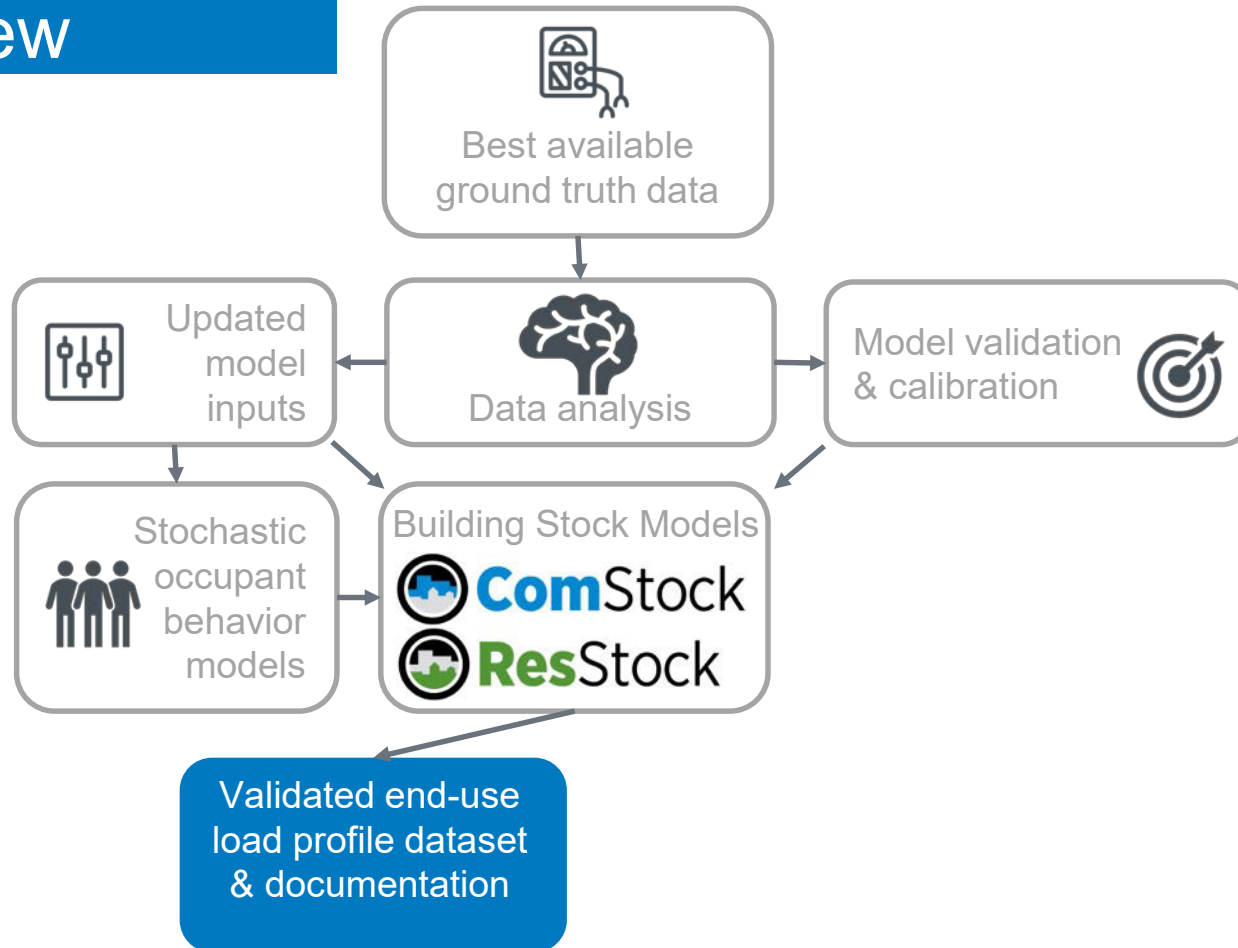 ew
Best available
ground truth data
Updated
model
inputs
Data analysis
Model validation
& calibration
Stochastic
occupant
behavior
models
Building Stock Models
ComStock
ResStock
Validated end-use
load profile dataset
& documentation